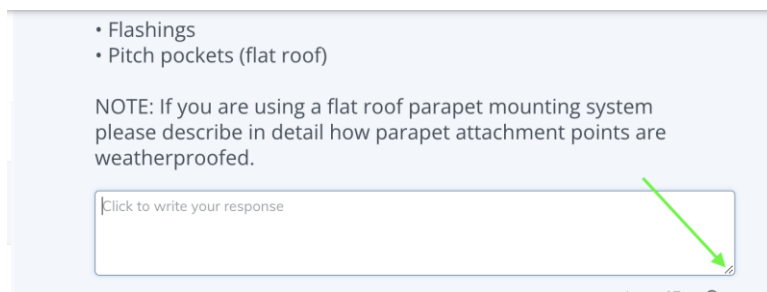 • Flashings
• Pitch pockets (flat roof)
NOTE: If you are using a flat roof parapet mounting system
please describe in detail how parapet attachment points are
weatherproofed.
Click to write your response